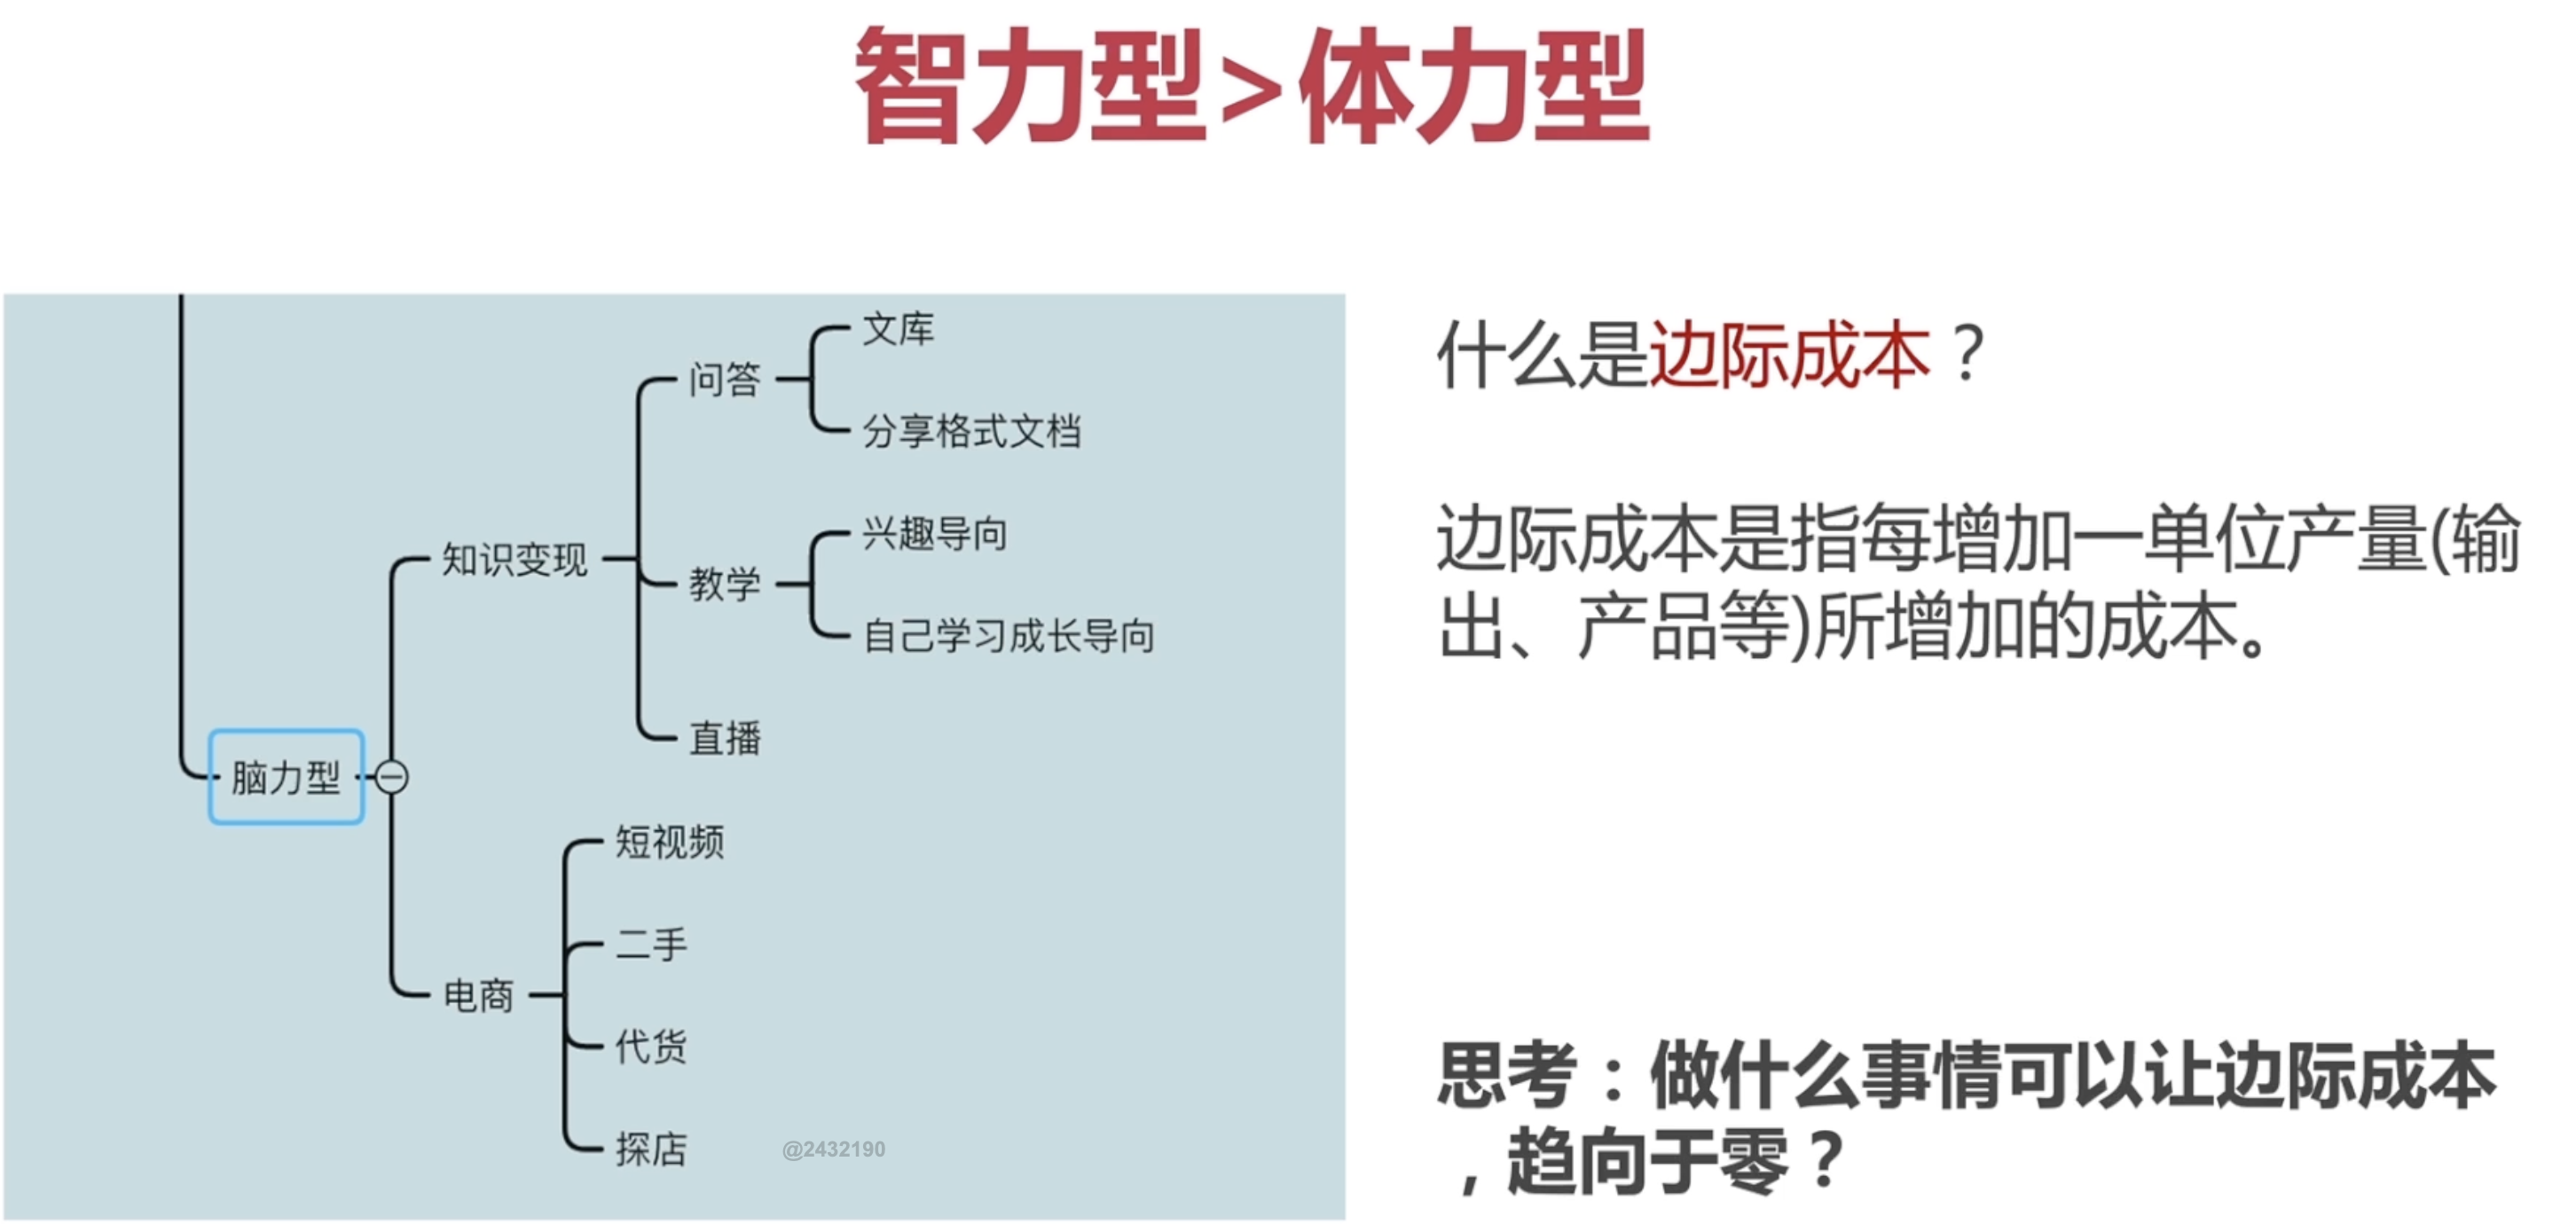 智力型>体力型
文库
问答
分享格式文档
兴趣导向
知识变现
教学
自己学习成长导向
直播
脑力型
短视频
二手
电商
代货
探店
@2432190
什么是边际成本？
边际成本是指每增加一单位产量(输
出、产品等)所增加的成本。
思考：做什么事情可以让边际成本
，趋向于零？